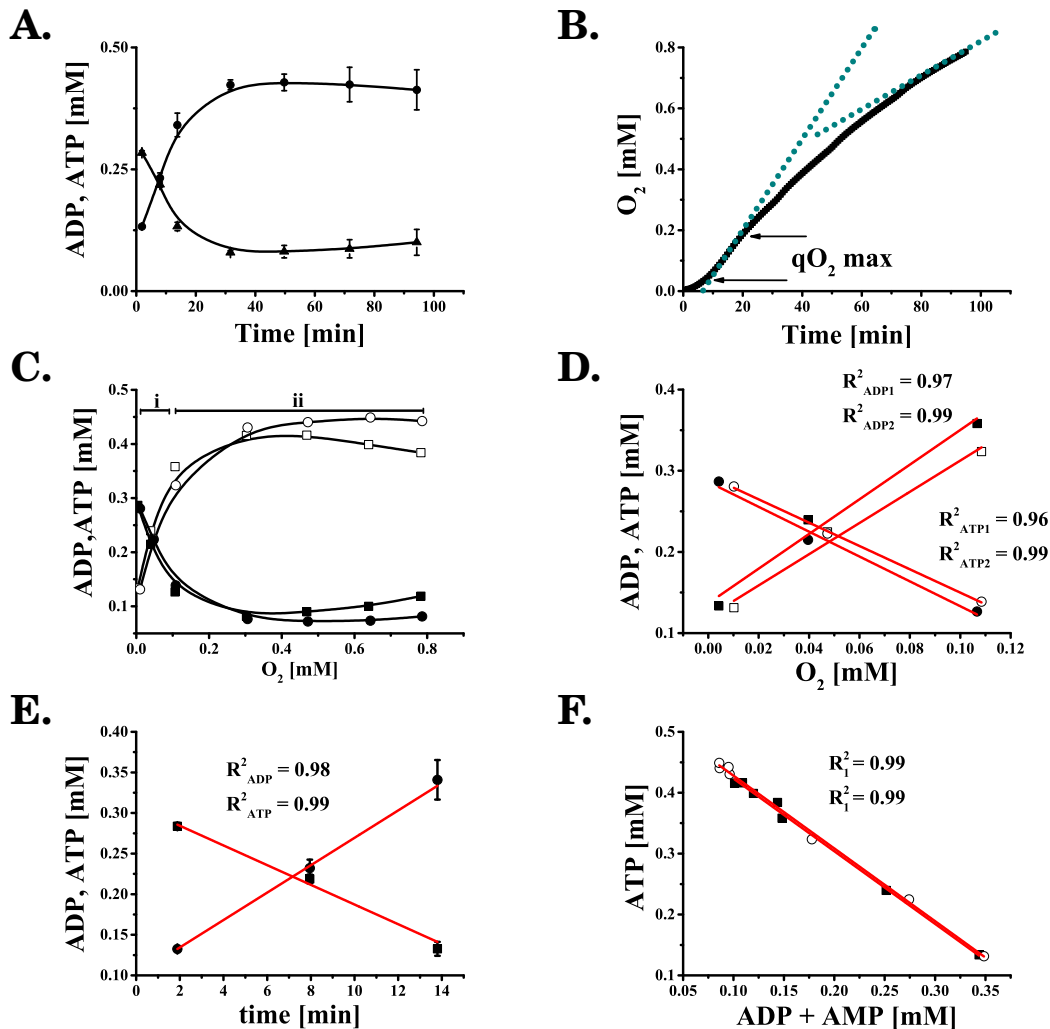 A.
0.50
0.25
0.00
ADP, ATP [mM]
0 20 40 60 80 100
Time [min]
B.
0.8
0.6
0.4
0.2
0.0
O₂ [mM]
qO₂ max
0 20 40 60 80 100
Time [min]
C.
i ii
0.5
0.4
0.3
0.2
0.1
ADP,ATP [mM]
0.0 0.2 0.4 0.6 0.8
O₂ [mM]
D.
R²ADP1 = 0.97
R²ADP2 = 0.99
R²ATP1 = 0.96
R²ATP2 = 0.99
0.4
0.3
0.2
0.1
ADP, ATP [mM]
0.00 0.02 0.04 0.06 0.08 0.10 0.12
O₂ [mM]
E.
R²ADP = 0.98
R²ATP = 0.99
0.40
0.35
0.30
0.25
0.20
0.15
0.10
ADP, ATP [mM]
0 2 4 6 8 10 12 14
time [min]
F.
R²1 = 0.99
R²1 = 0.99
0.5
0.4
0.3
0.2
0.1
ATP [mM]
0.05 0.10 0.15 0.20 0.25 0.30 0.35
ADP + AMP [mM]